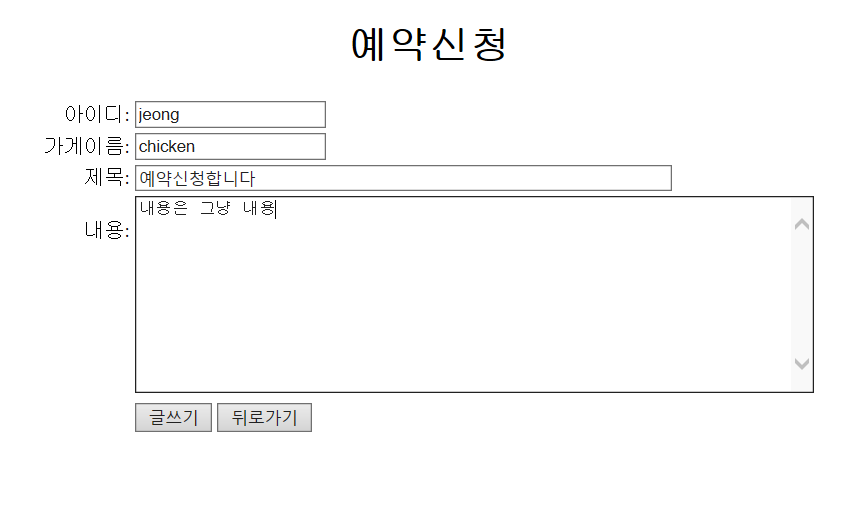 예약신청
아이디: jeong
가게이름: chicken
제목: 예약신청합니다
내용: 내용은 그냥 내용
글쓰기 뒤로가기